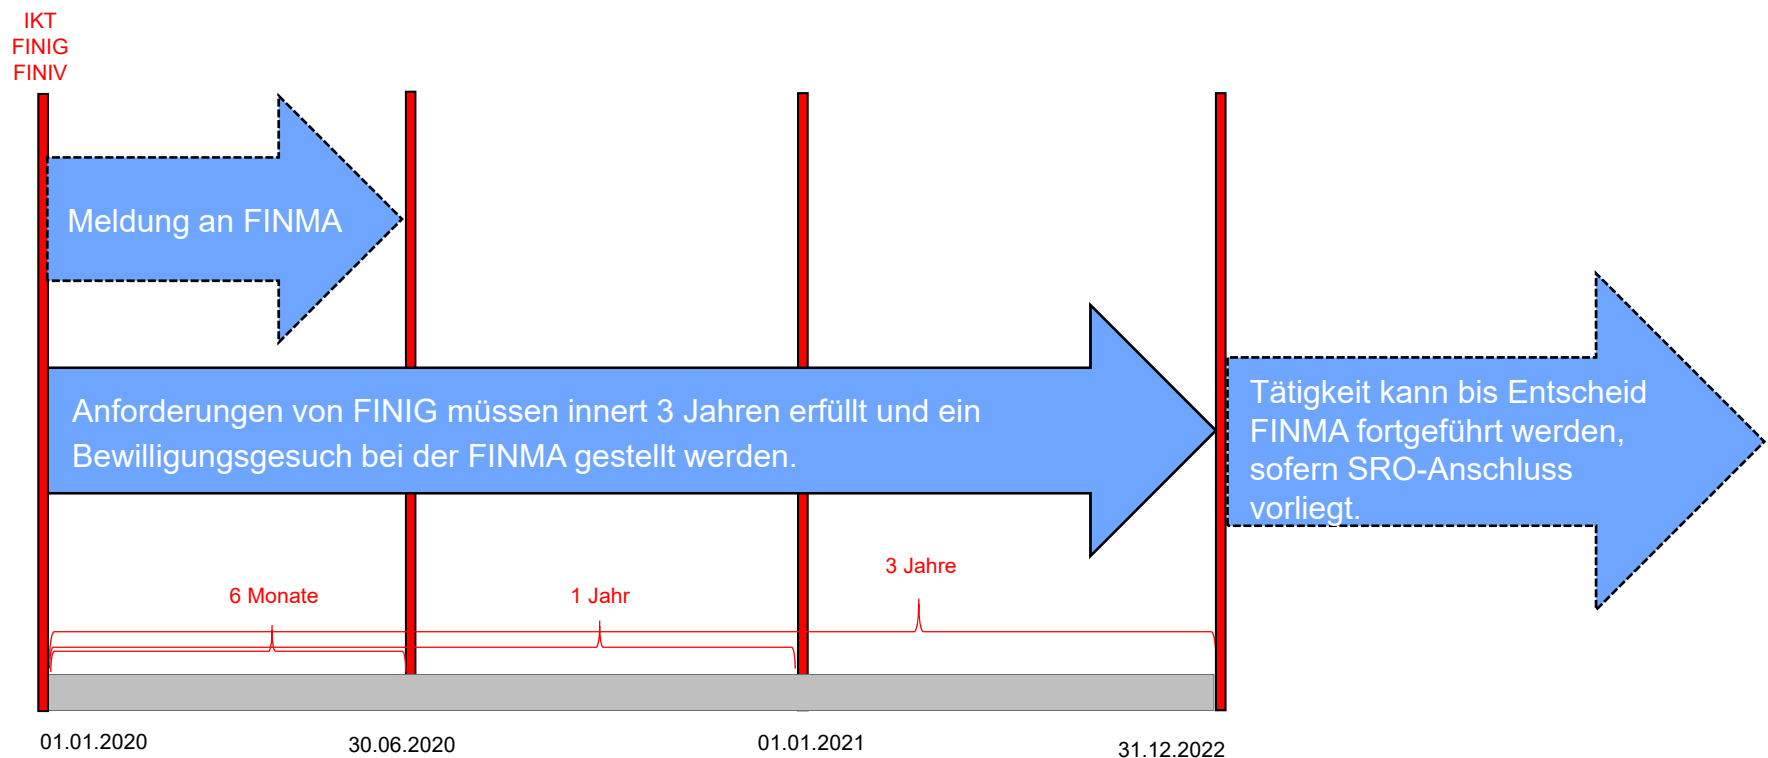 IKT
FINIG
FINIV
Meldung an FINMA
Anforderungen von FINIG müssen innert 3 Jahren erfüllt und ein
Bewilligungsgesuch bei der FINMA gestellt werden.
Tätigkeit kann bis Entscheid
FINMA fortgeführt werden,
sofern SRO-Anschluss
vorliegt.
6 Monate
1 Jahr
3 Jahre
01.01.2020
30.06.2020
01.01.2021
31.12.2022